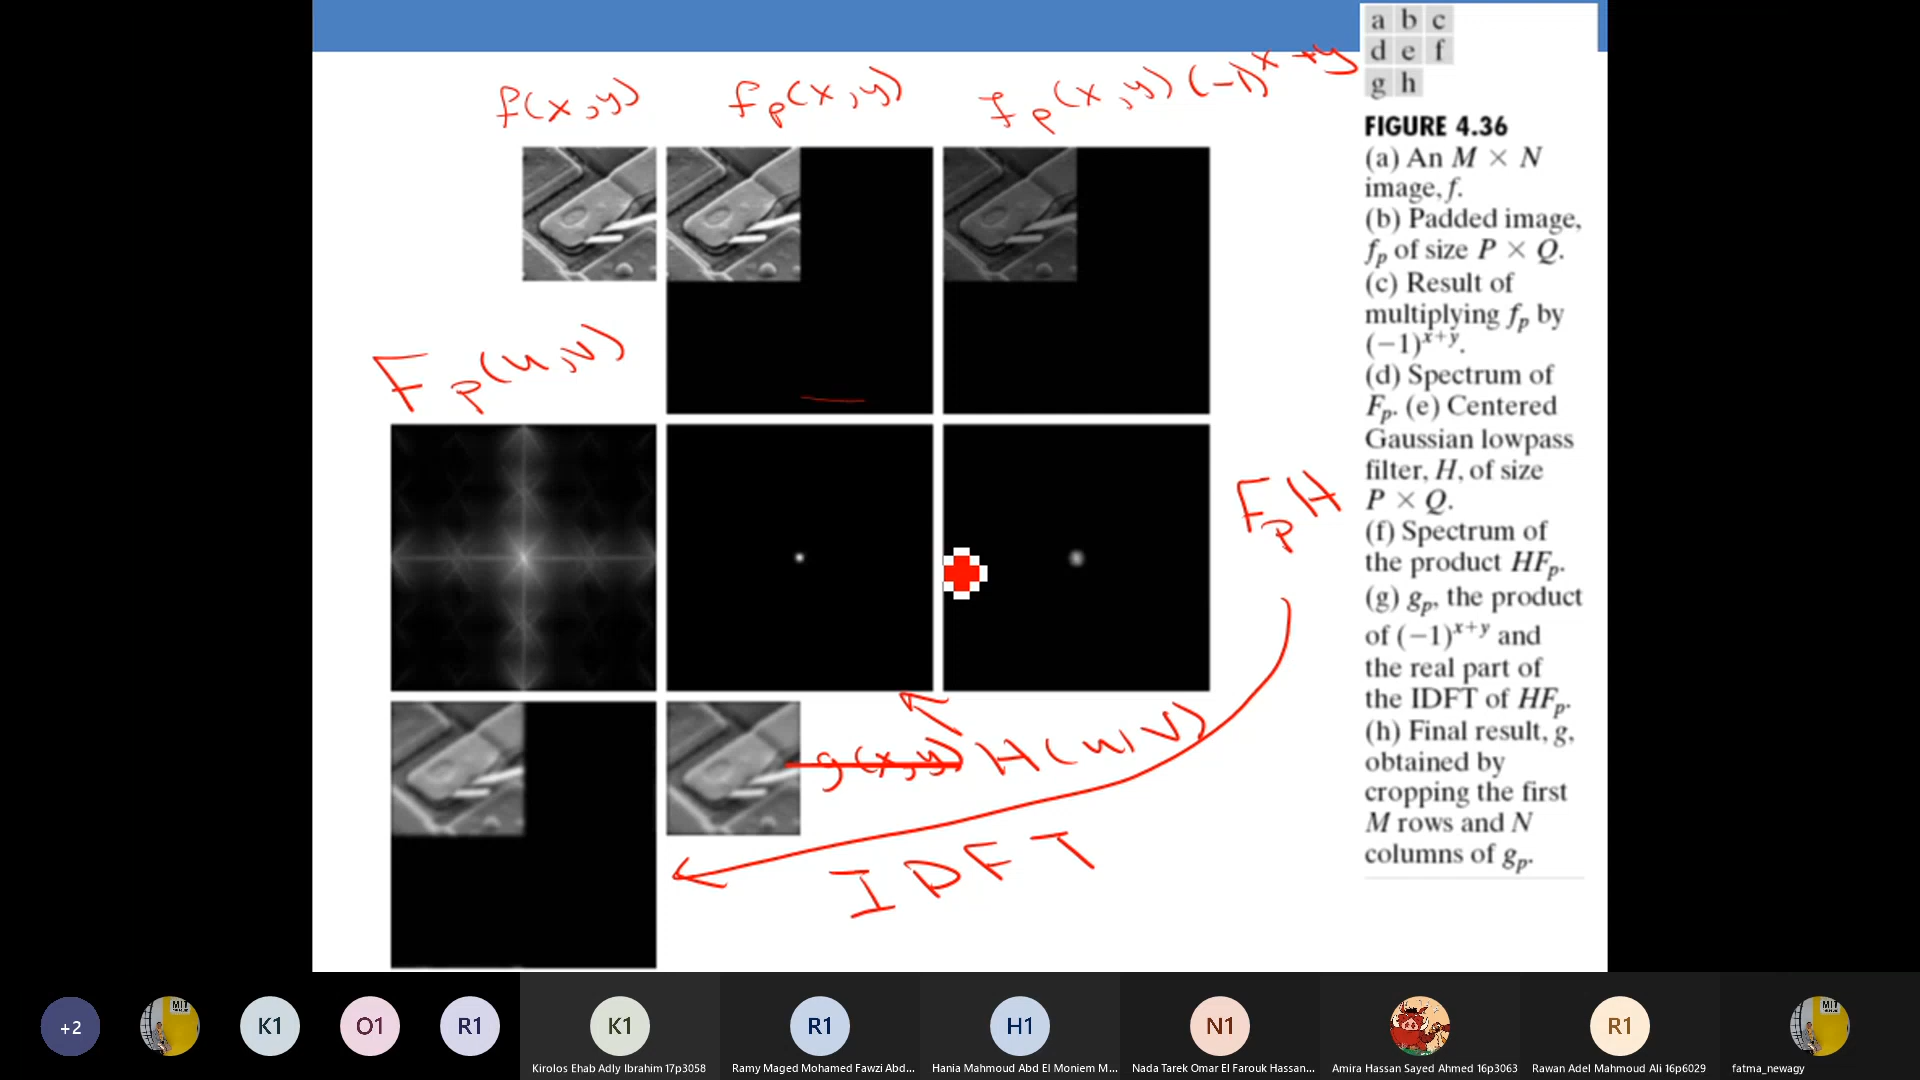 f(x,y)
fp(x,y)
fp(x,y)(-1)^x+y
Fp(u,v)
FpH
g(x,y)
H(u,v)
IDFT
a b c
d e f
g h
FIGURE 4.36
(a) An M × N
image, f.
(b) Padded image,
fp of size P × Q.
(c) Result of
multiplying fp by
(−1)^x+y.
(d) Spectrum of
Fp. (e) Centered
Gaussian lowpass
filter, H, of size
P × Q.
(f) Spectrum of
the product HFp.
(g) gp, the product
of (−1)^x+y and
the real part of
the IDFT of HFp.
(h) Final result, g,
obtained by
cropping the first
M rows and N
columns of gp.
+2
MIT
K1
O1
R1
K1
R1
H1
N1
R1
MIT
Kirolos Ehab Adly Ibrahim 17p3058
Ramy Maged Mohamed Fawzi Abd...
Hania Mahmoud Abd El Moniem M...
Nada Tarek Omar El Farouk Hassan...
Amira Hassan Sayed Ahmed 16p3063
Rawan Adel Mahmoud Ali 16p6029
fatma_newagy